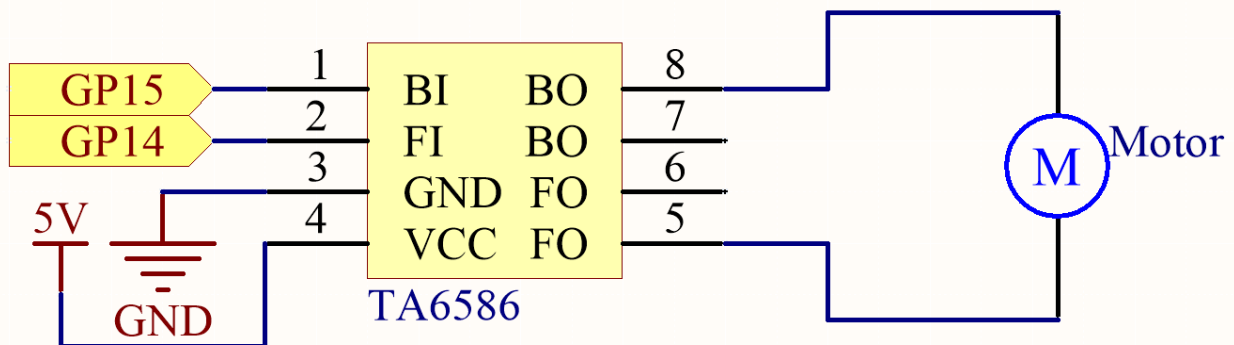 GP15
GP14
5V
GND
1
2
3
4
BI BO
FI BO
GND FO
VCC FO
8
7
6
5
TA6586
M
Motor